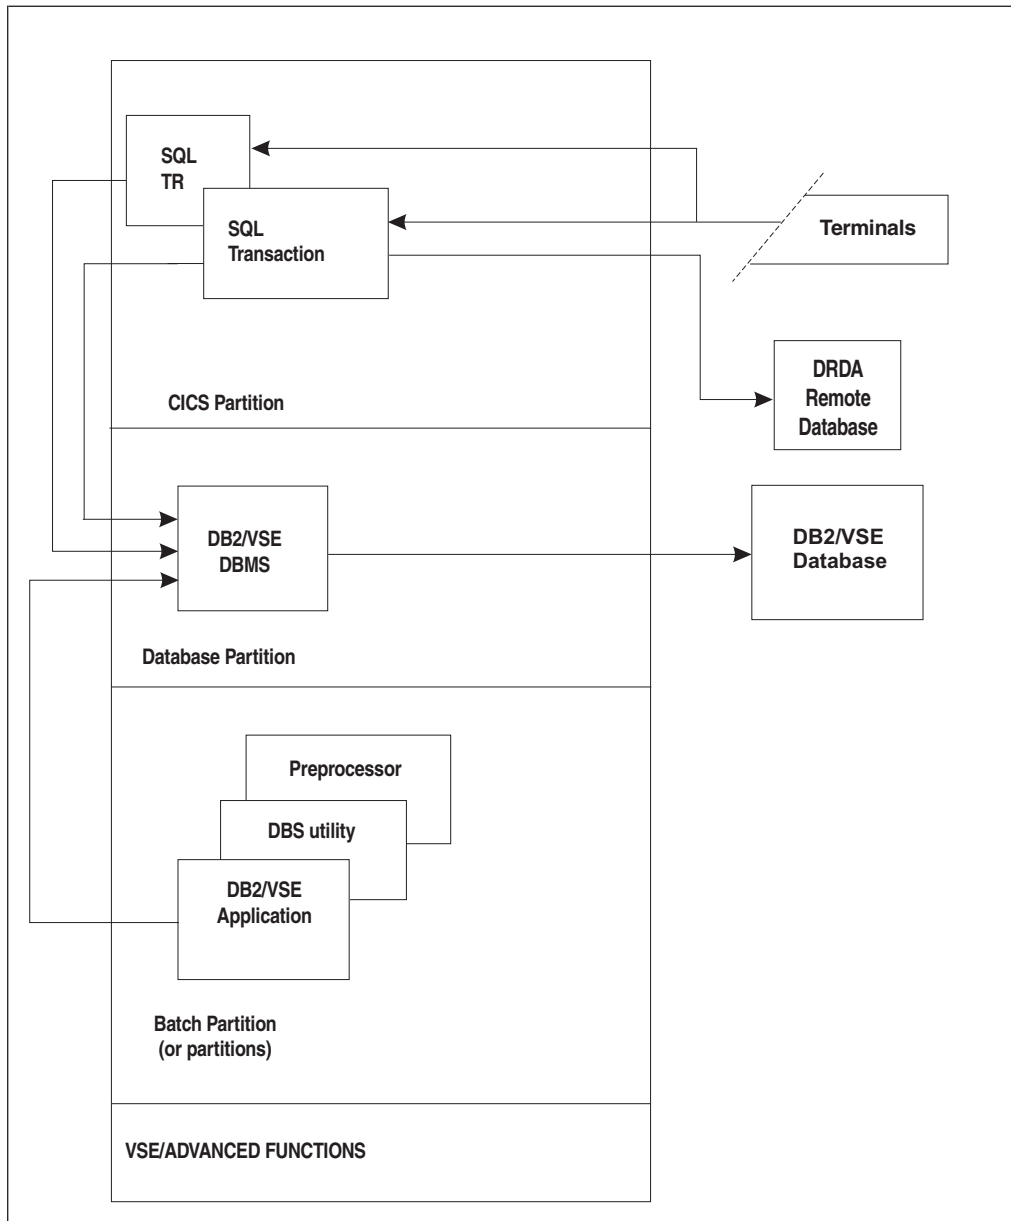 SQL
TR
SQL
Transaction
Terminals
DRDA
Remote
Database
CICS Partition
DB2/VSE
DBMS
DB2/VSE
Database
Database Partition
Preprocessor
DBS utility
DB2/VSE
Application
Batch Partition
(or partitions)
VSE/ADVANCED FUNCTIONS